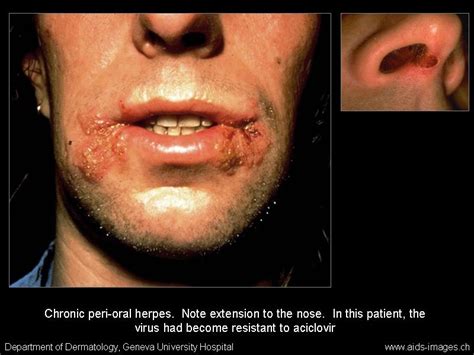 Chronic peri-oral herpes. Note extension to the nose. In this patient, the
virus had become resistant to aciclovir
Department of Dermatology, Geneva University Hospital
www.aids-images.ch